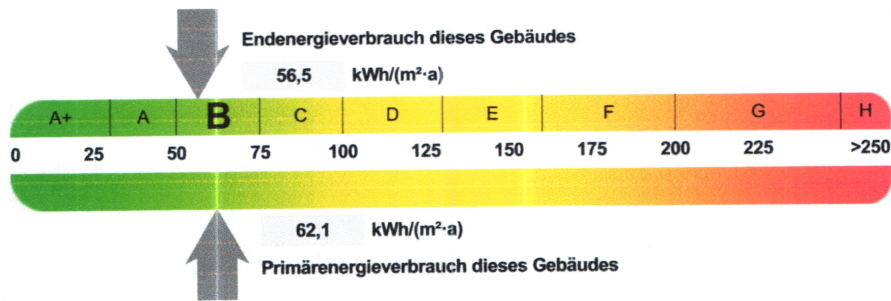 Endenergieverbrauch dieses Gebäudes
56,5 kWh/(m²·a)
A+ A B C D E F G H
0 25 50 75 100 125 150 175 200 225 >250
62,1 kWh/(m²·a)
Primärenergieverbrauch dieses Gebäudes